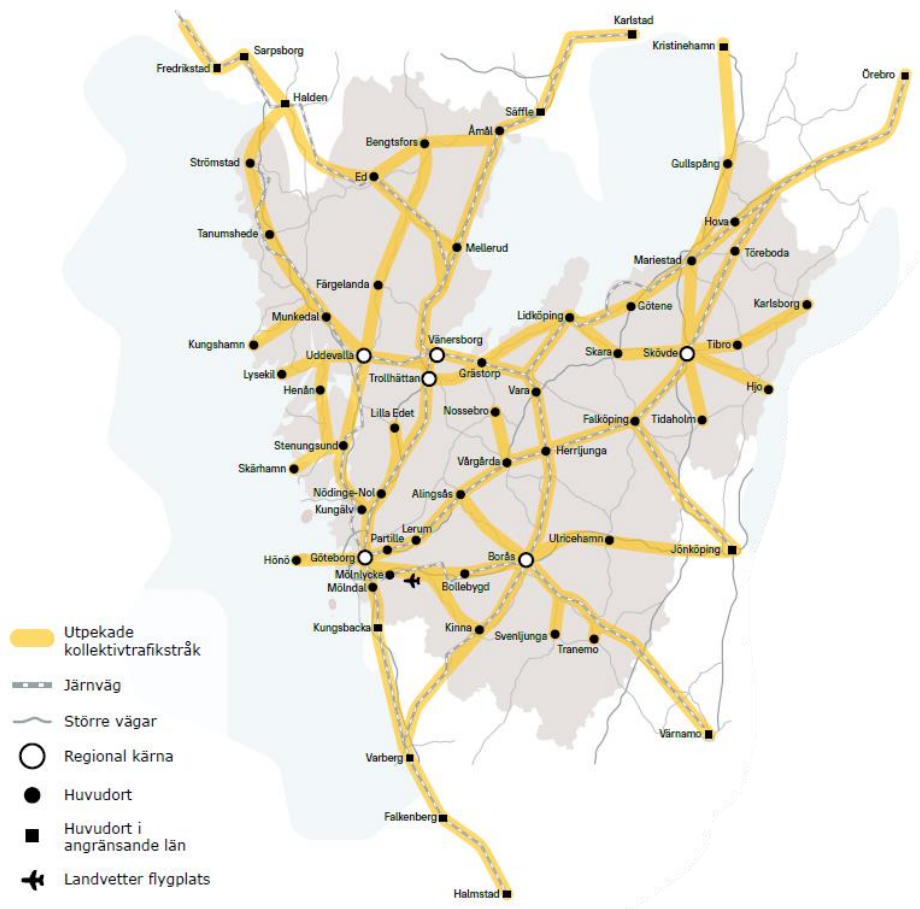 Karlstad
Kristinehamn
Sarpsborg
Fredrikstad
Örebro
Halden
Säffle
Åmål
Bengtsfors
Strömstad
Gullspång
Ed
Hova
Tanumshede
Mellerud
Töreboda
Mariestad
Färgelanda
Karlsborg
Götene
Lidköping
Munkedal
Kungshamn
Vänersborg
Tibro
Uddevalla
Skara
Skövde
Grästorp
Lysekil
Trollhättan
Hjo
Henån
Vara
Lilla Edet
Nossebro
Falköping
Tidaholm
Stenungsund
Herrljunga
Skärhamn
Vårgårda
Nödinge-Nol
Alingsås
Kungälv
Lerum
Partille
Ulricehamn
Jönköping
Hönö
Göteborg
Borås
Mölnlycke
Bollebygd
Mölndal
Kungsbacka
Kinna
Svenljunga
Tranemo
Värnamo
Varberg
Falkenberg
Halmstad
Utpekade
kollektivtrafikstråk
Järnväg
Större vägar
Regional kärna
Huvudort
Huvudort i
angränsande län
Landvetter flygplats